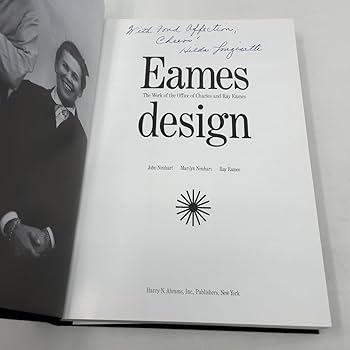 With Fond Affection,
Cheers!
Hilda
Eames
The Work of the Office of Charles and Ray Eames
design
John Neuhart Marilyn Neuhart Ray Eames
Harry N. Abrams, Inc., Publishers, New York